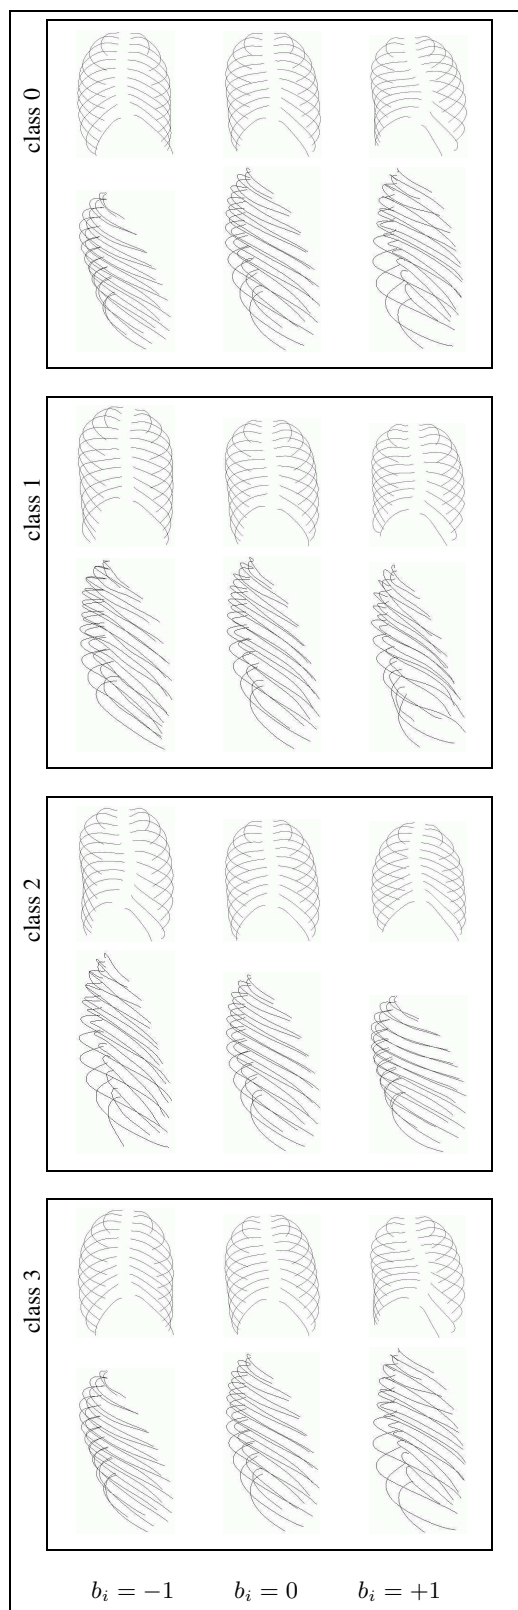 class 0
class 1
class 2
class 3
b_i = −1 b_i = 0 b_i = +1